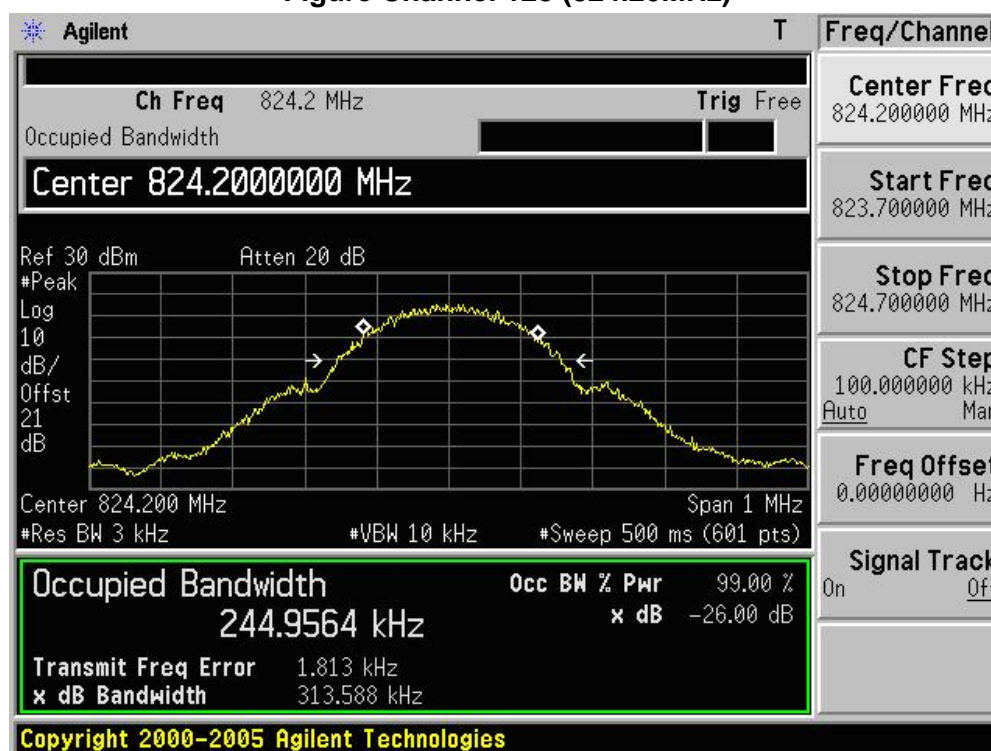 Agilent T
Freq/Channel
Ch Freq 824.2 MHz Trig Free
Occupied Bandwidth
Center 824.2000000 MHz
Ref 30 dBm Atten 20 dB
#Peak
Log
10
dB/
Offst
21
dB
Center 824.200 MHz Span 1 MHz
#Res BW 3 kHz #VBW 10 kHz #Sweep 500 ms (601 pts)
Occupied Bandwidth
244.9564 kHz
Occ BW % Pwr 99.00 %
x dB -26.00 dB
Transmit Freq Error 1.813 kHz
x dB Bandwidth 313.588 kHz
Center Freq
824.200000 MHz
Start Freq
823.700000 MHz
Stop Freq
824.700000 MHz
CF Step
100.000000 kHz
Auto Man
Freq Offset
0.00000000 Hz
Signal Track
On Off
Copyright 2000-2005 Agilent Technologies